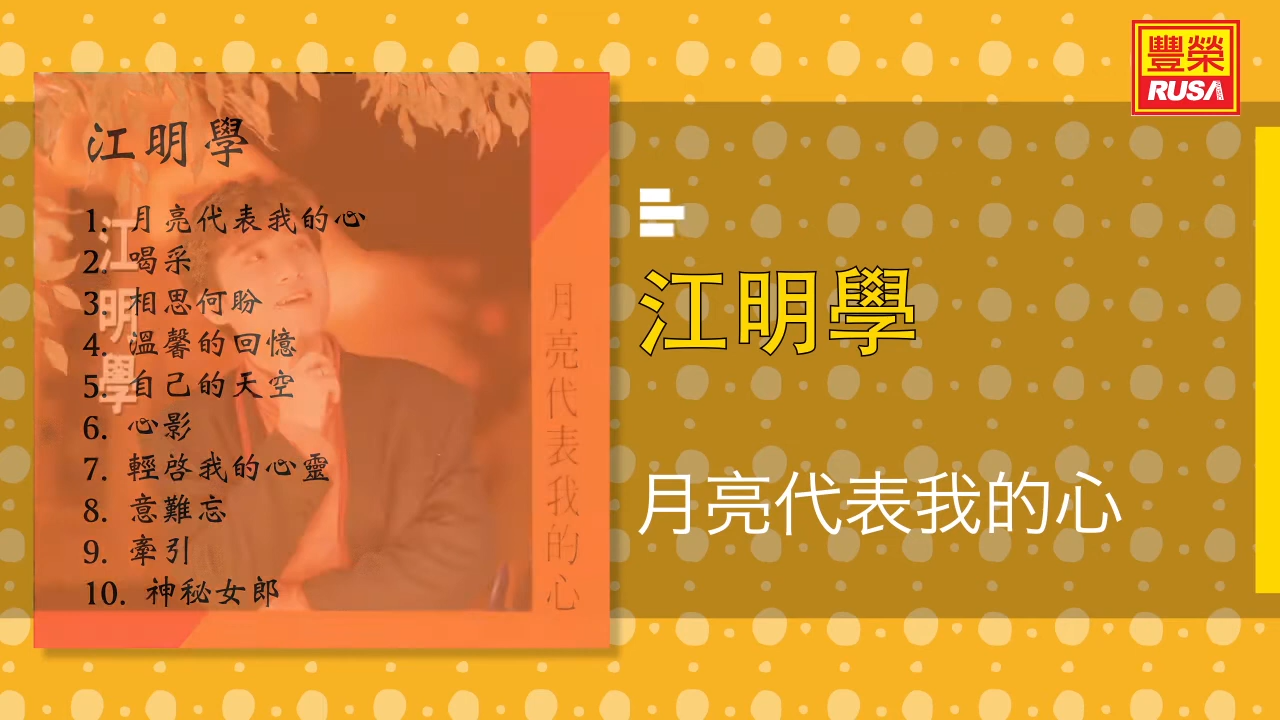 豐榮
RUSA
江明學
1. 月亮代表我的心
2. 喝采
3. 相思何盼
4. 溫馨的回憶
5. 自己的天空
6. 心影
7. 輕啓我的心靈
8. 意難忘
9. 牽引
10. 神秘女郎
江明學
月亮代表我的心
江明學
月亮代表我的心